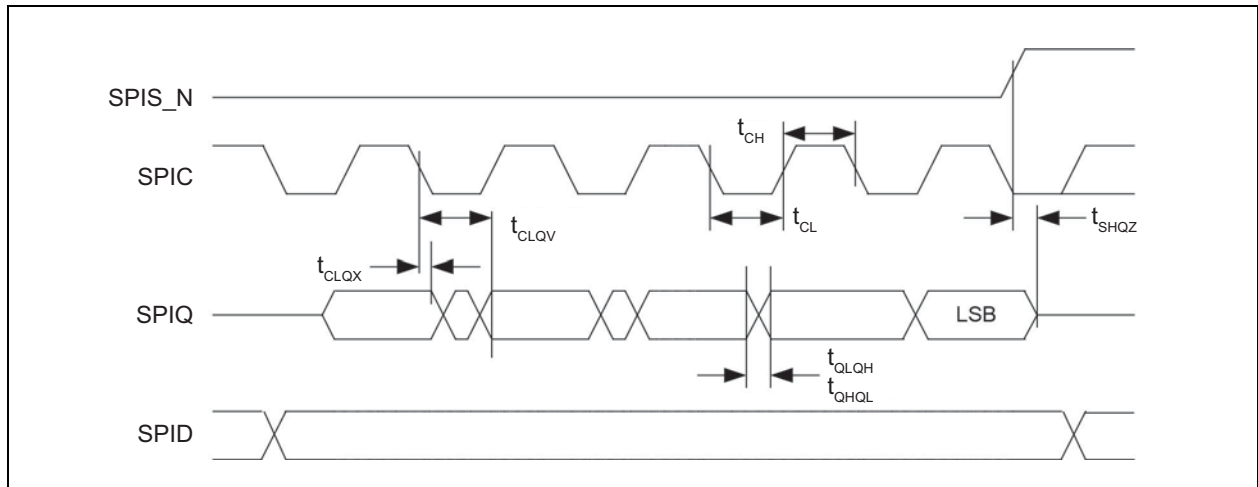 SPIS_N
t_CH
SPIC
t_CLQV
t_CL
t_SHQZ
t_CLQX
SPIQ
LSB
t_QLQH
t_QHQL
SPID